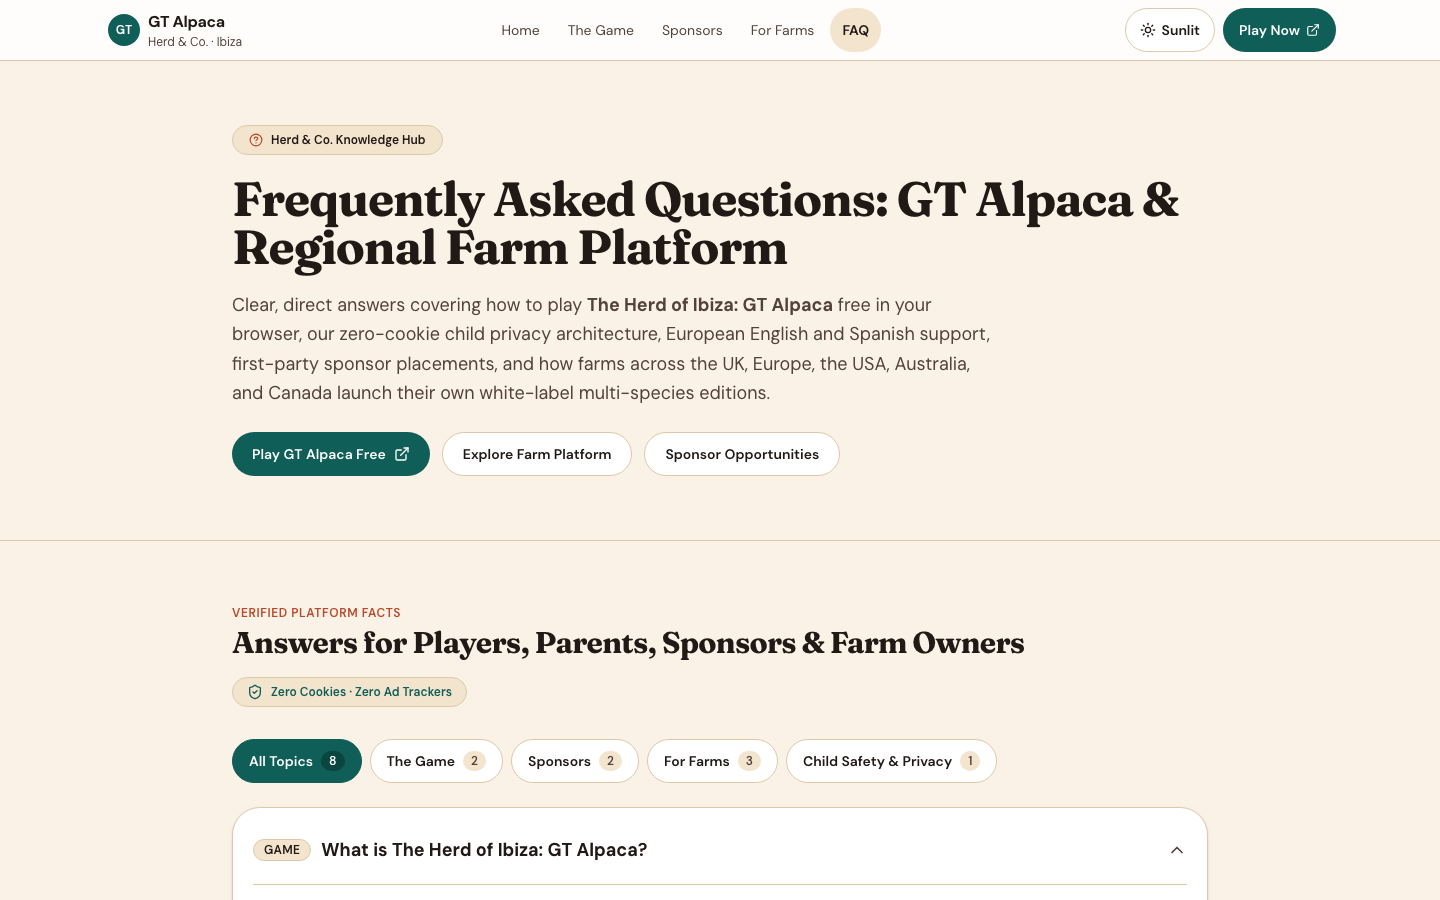 GT
GT Alpaca
Herd & Co. · Ibiza
Home
The Game
Sponsors
For Farms
FAQ
Sunlit
Play Now
Herd & Co. Knowledge Hub
Frequently Asked Questions: GT Alpaca &
Regional Farm Platform
Clear, direct answers covering how to play The Herd of Ibiza: GT Alpaca free in your
browser, our zero-cookie child privacy architecture, European English and Spanish support,
first-party sponsor placements, and how farms across the UK, Europe, the USA, Australia,
and Canada launch their own white-label multi-species editions.
Play GT Alpaca Free
Explore Farm Platform
Sponsor Opportunities
VERIFIED PLATFORM FACTS
Answers for Players, Parents, Sponsors & Farm Owners
Zero Cookies · Zero Ad Trackers
All Topics 8
The Game 2
Sponsors 2
For Farms 3
Child Safety & Privacy 1
GAME What is The Herd of Ibiza: GT Alpaca?